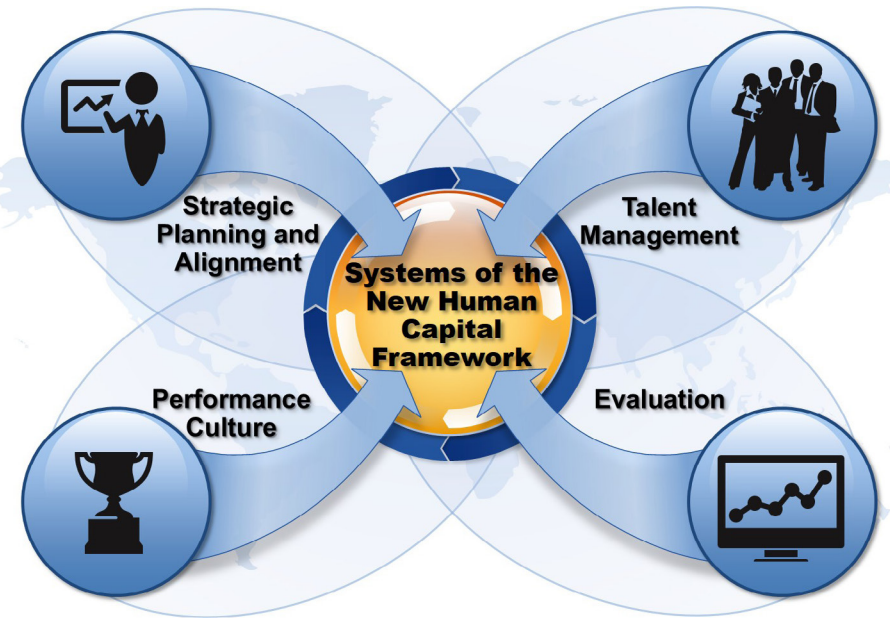 Strategic
Planning and
Alignment
Talent
Management
Systems of the
New Human
Capital
Framework
Performance
Culture
Evaluation